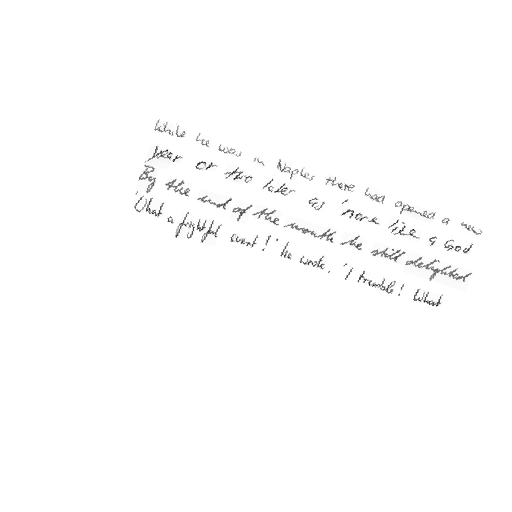 While he was in Naples there had opened a new
year or two later as 'more like a God
By the end of the month he still delighted
'What a frightful event!' he wrote. 'I tremble! What